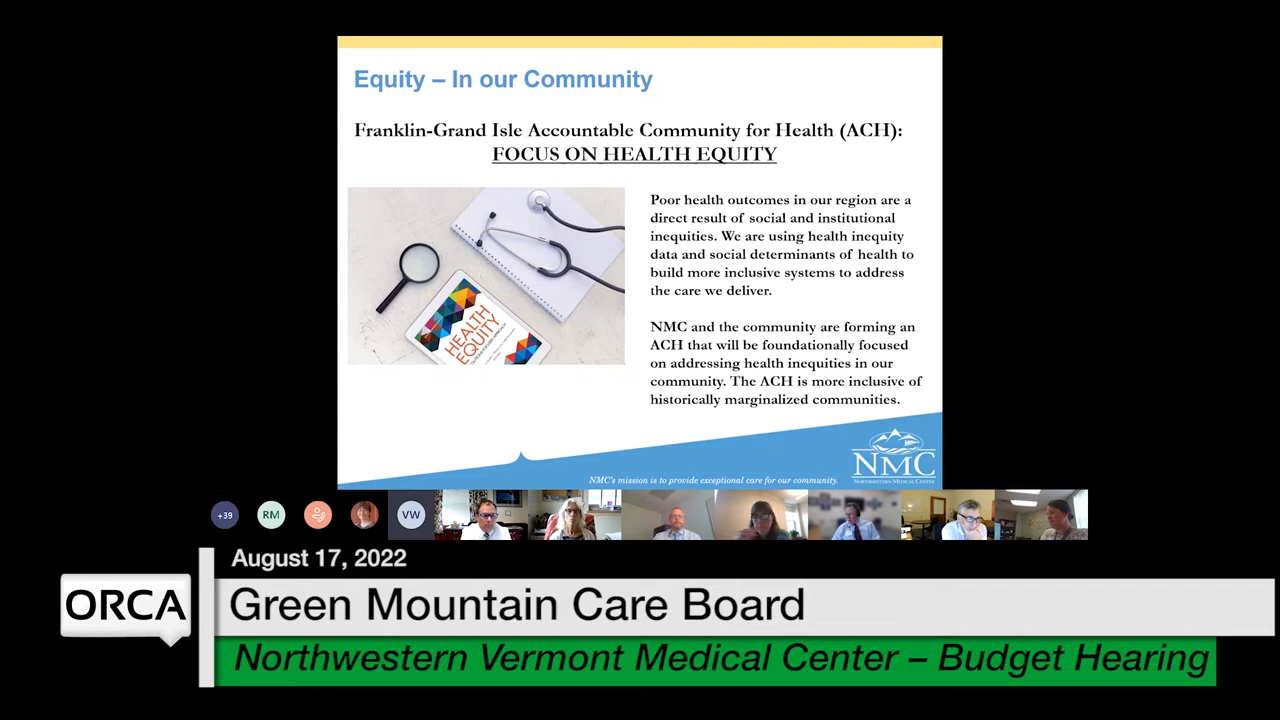 Equity – In our Community
Franklin-Grand Isle Accountable Community for Health (ACH):
FOCUS ON HEALTH EQUITY
HEALTH
EQUITY
Poor health outcomes in our region are a
direct result of social and institutional
inequities. We are using health inequity
data and social determinants of health to
build more inclusive systems to address
the care we deliver.
NMC and the community are forming an
ACH that will be foundationally focused
on addressing health inequities in our
community. The ACH is more inclusive of
historically marginalized communities.
NMC's mission is to provide exceptional care for our community.
NMC
NORTHWESTERN MEDICAL CENTER
+39
RM
VW
August 17, 2022
ORCA
Green Mountain Care Board
Northwestern Vermont Medical Center – Budget Hearing